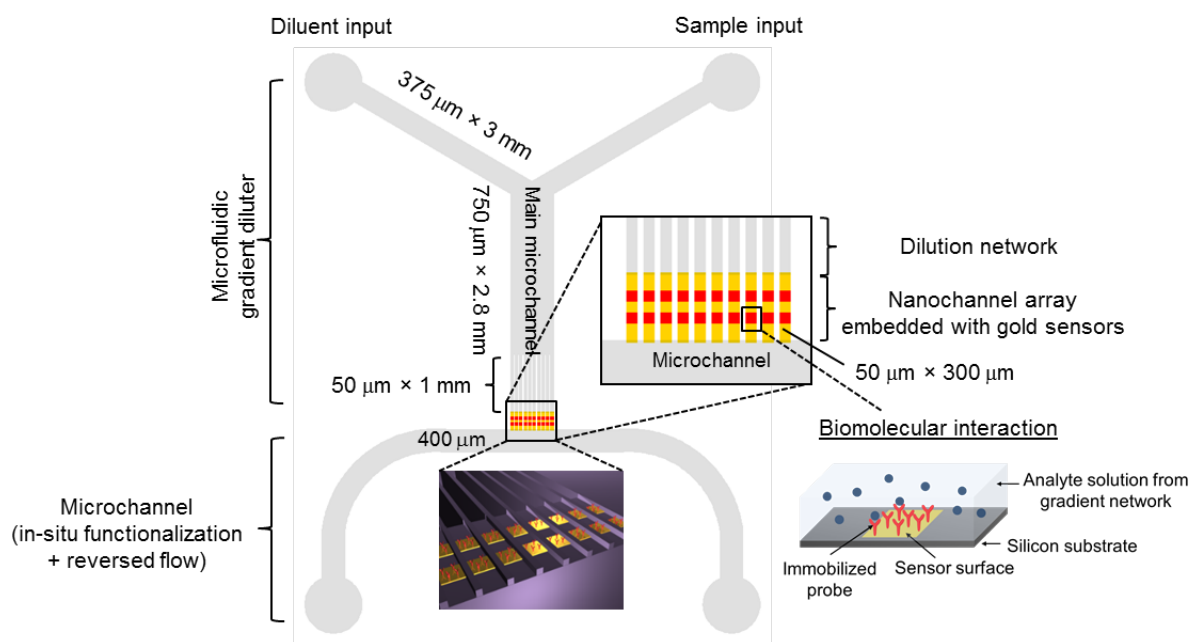 Diluent input
Sample input
375 μm × 3 mm
Microfluidic
gradient diluter
750 μm × 2.8 mm
Main microchannel
Dilution network
Nanochannel array
embedded with gold sensors
Microchannel
50 μm × 300 μm
50 μm × 1 mm
400 μm
Biomolecular interaction
Microchannel
(in-situ functionalization
+ reversed flow)
Analyte solution from
gradient network
Silicon substrate
Immobilized
probe
Sensor surface